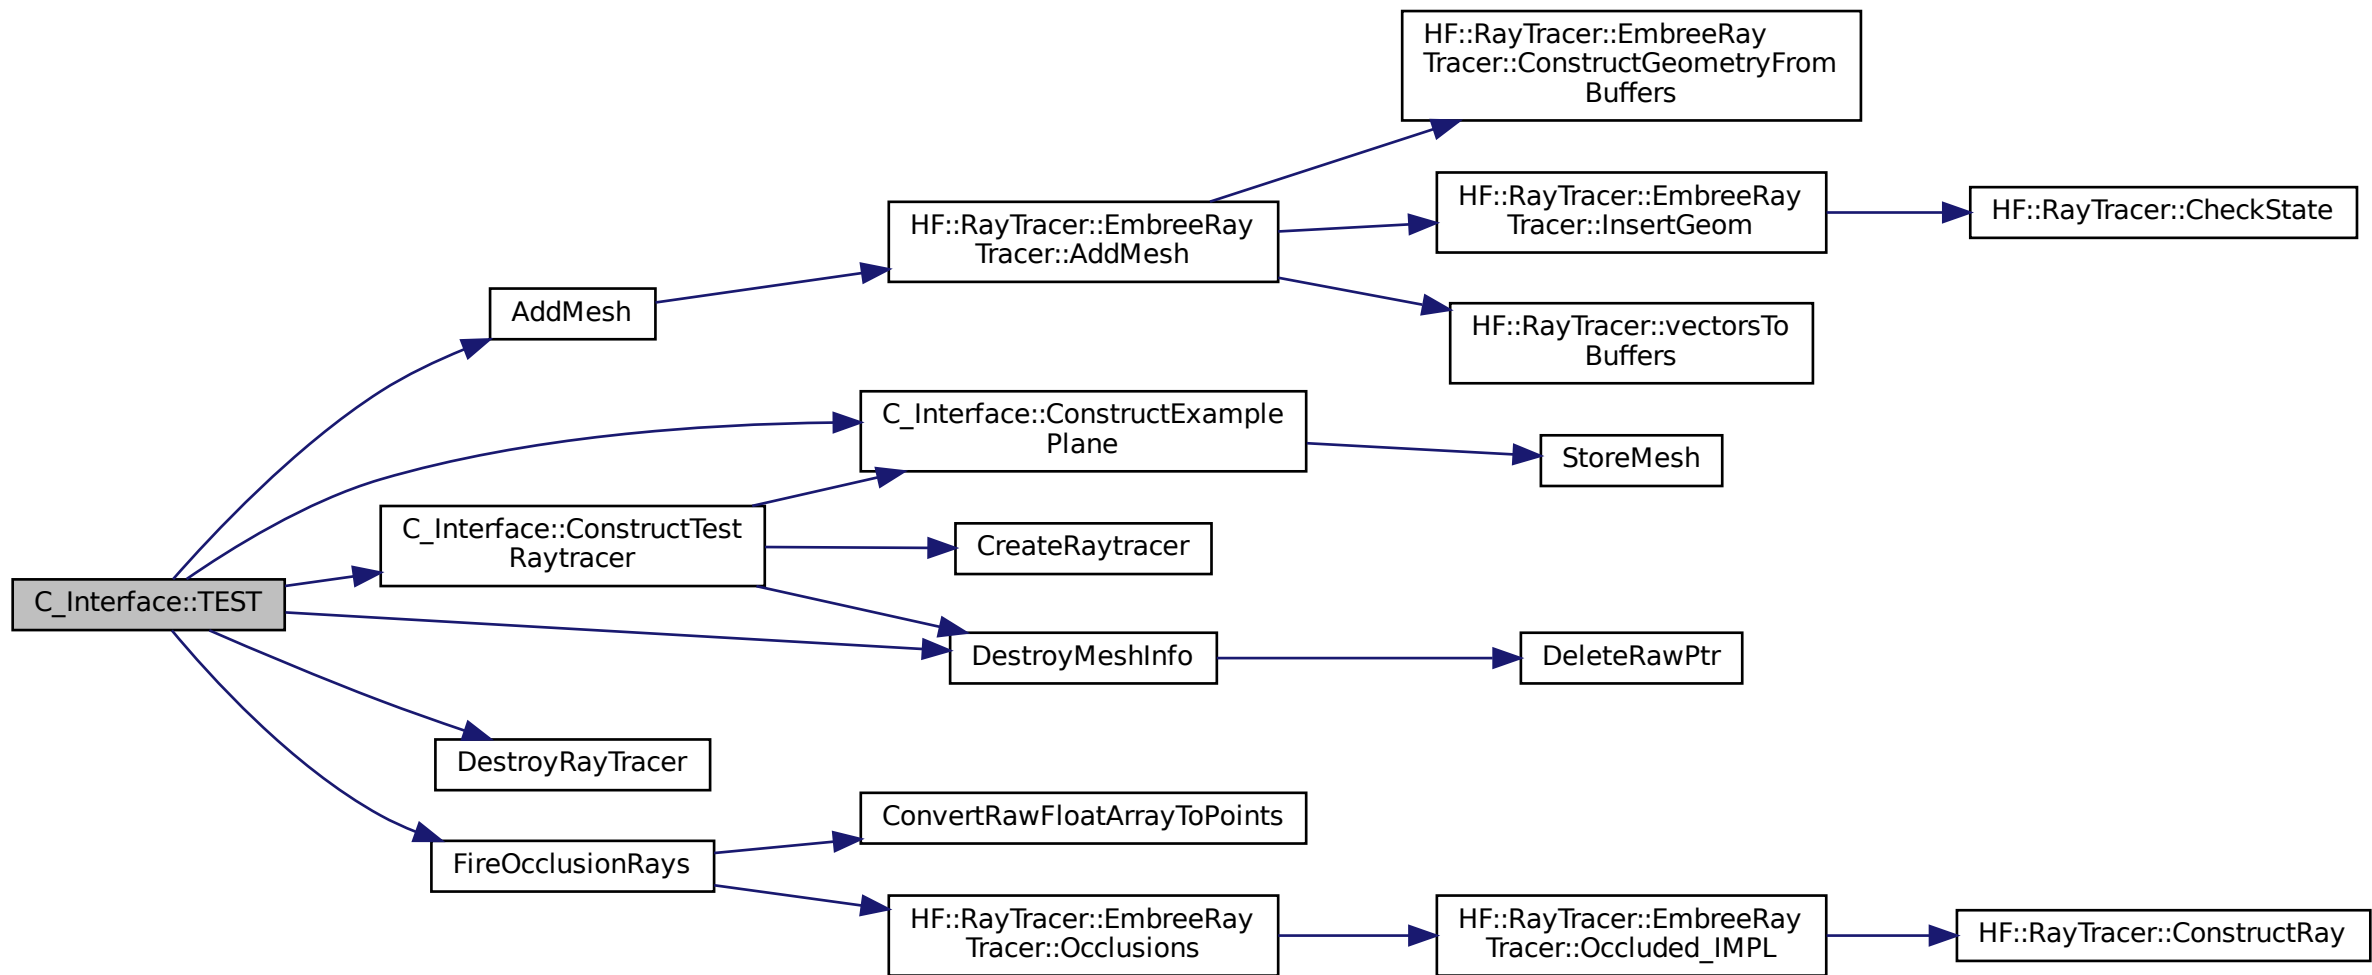 HF::RayTracer::EmbreeRay
Tracer::ConstructGeometryFrom
Buffers
HF::RayTracer::EmbreeRay
Tracer::InsertGeom
HF::RayTracer::CheckState
HF::RayTracer::EmbreeRay
Tracer::AddMesh
AddMesh
HF::RayTracer::vectorsTo
Buffers
C_Interface::ConstructExample
Plane
StoreMesh
C_Interface::ConstructTest
Raytracer
CreateRaytracer
C_Interface::TEST
DestroyMeshInfo
DeleteRawPtr
DestroyRayTracer
ConvertRawFloatArrayToPoints
FireOcclusionRays
HF::RayTracer::EmbreeRay
Tracer::Occlusions
HF::RayTracer::EmbreeRay
Tracer::Occluded_IMPL
HF::RayTracer::ConstructRay